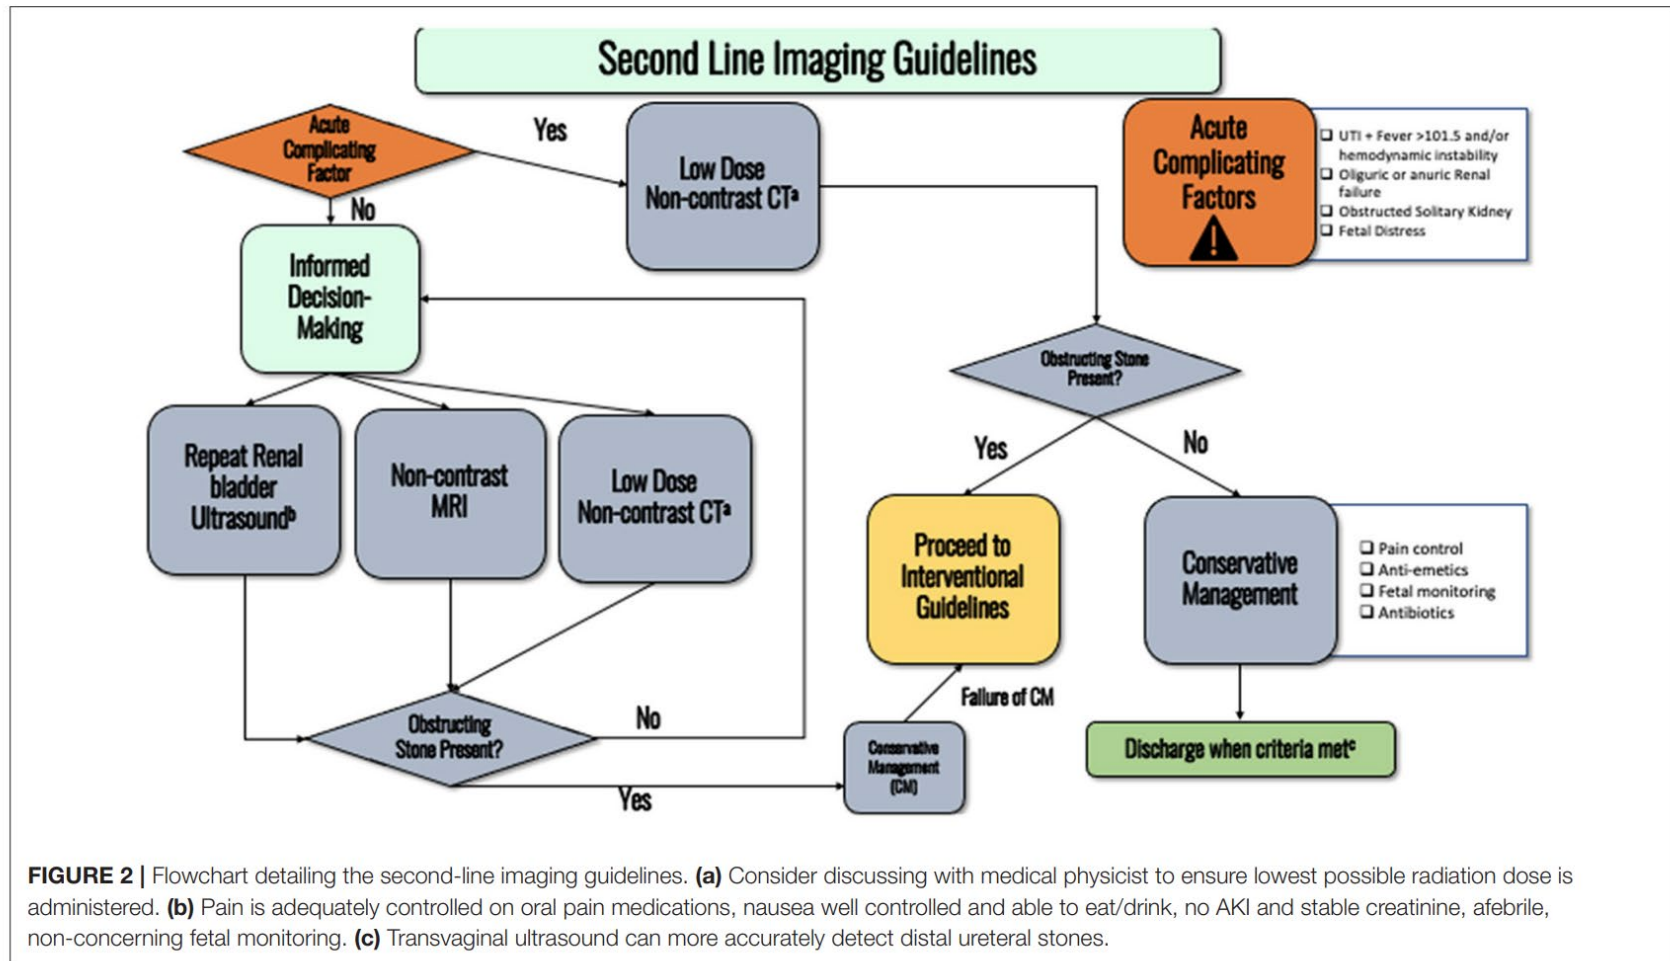 Second Line Imaging Guidelines
Acute
Complicating
Factor
Yes
No
Low Dose
Non-contrast CTᵃ
Acute
Complicating
Factors
❑ UTI + Fever >101.5 and/or
hemodynamic instability
❑ Oliguric or anuric Renal
failure
❑ Obstructed Solitary Kidney
❑ Fetal Distress
Informed
Decision-
Making
Obstructing Stone
Present?
Yes
No
Repeat Renal
bladder
Ultrasoundᵇ
Non-contrast
MRI
Low Dose
Non-contrast CTᵃ
Proceed to
Interventional
Guidelines
Conservative
Management
❑ Pain control
❑ Anti-emetics
❑ Fetal monitoring
❑ Antibiotics
Failure of CM
Obstructing
Stone Present?
No
Yes
Conservative
Management
(CM)
Discharge when criteria metᶜ
FIGURE 2 | Flowchart detailing the second-line imaging guidelines. (a) Consider discussing with medical physicist to ensure lowest possible radiation dose is
administered. (b) Pain is adequately controlled on oral pain medications, nausea well controlled and able to eat/drink, no AKI and stable creatinine, afebrile,
non-concerning fetal monitoring. (c) Transvaginal ultrasound can more accurately detect distal ureteral stones.